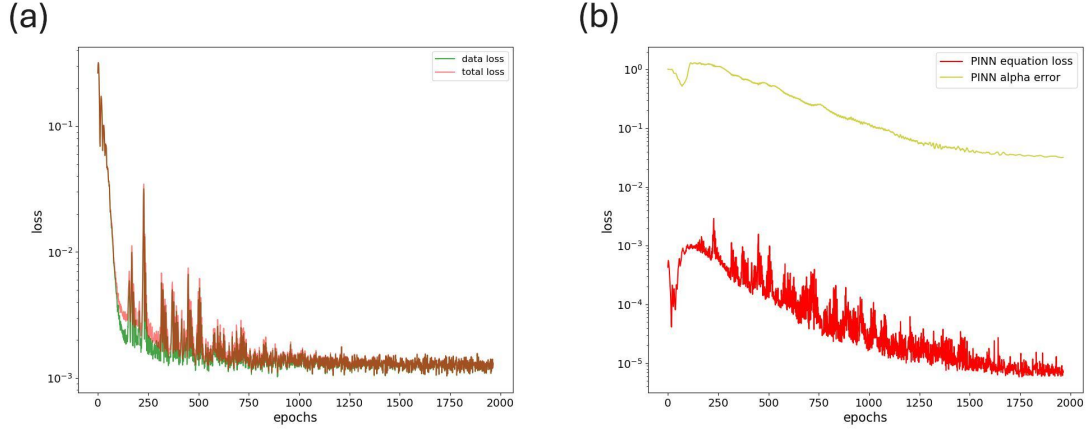 (a)
data loss
total loss
loss
10⁻¹
10⁻²
10⁻³
0 250 500 750 1000 1250 1500 1750 2000
epochs
(b)
PINN equation loss
PINN alpha error
loss
10⁰
10⁻¹
10⁻²
10⁻³
10⁻⁴
10⁻⁵
0 250 500 750 1000 1250 1500 1750 2000
epochs